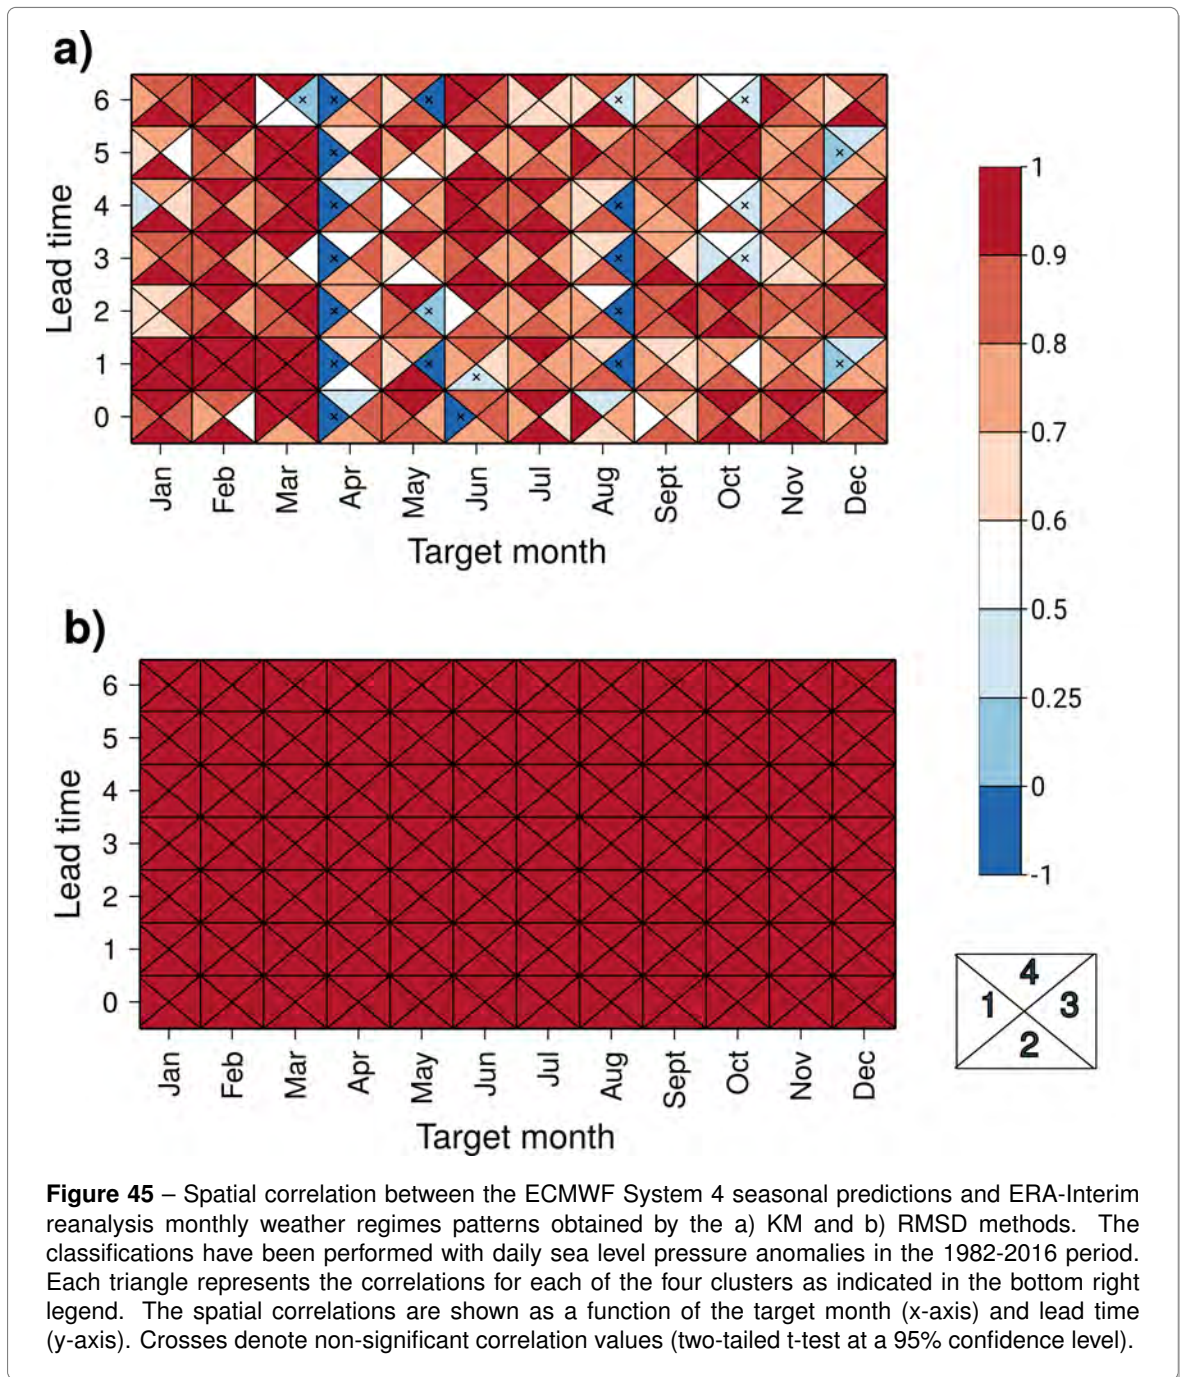 a)
6
5
4
3
2
1
0
Lead time
Jan Feb Mar Apr May Jun Jul Aug Sept Oct Nov Dec
Target month
1
0.9
0.8
0.7
0.6
0.5
0.25
0
-1
b)
6
5
4
3
2
1
0
Lead time
Jan Feb Mar Apr May Jun Jul Aug Sept Oct Nov Dec
Target month
4
1 3
2
Figure 45 – Spatial correlation between the ECMWF System 4 seasonal predictions and ERA-Interim
reanalysis monthly weather regimes patterns obtained by the a) KM and b) RMSD methods. The
classifications have been performed with daily sea level pressure anomalies in the 1982-2016 period.
Each triangle represents the correlations for each of the four clusters as indicated in the bottom right
legend. The spatial correlations are shown as a function of the target month (x-axis) and lead time
(y-axis). Crosses denote non-significant correlation values (two-tailed t-test at a 95% confidence level).